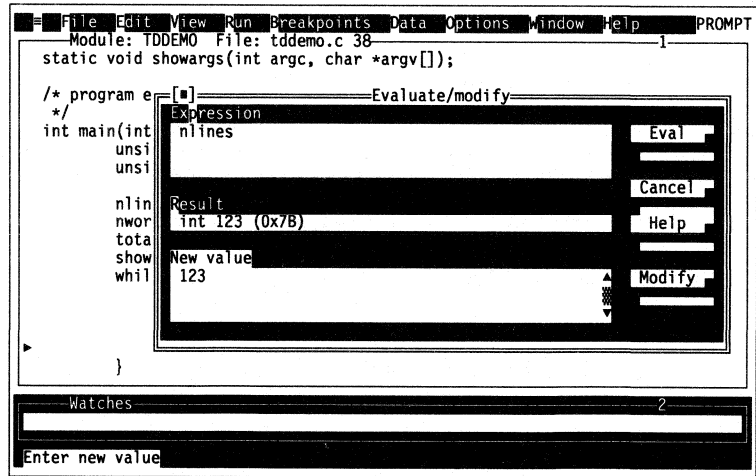 ≡ File Edit View Run Breakpoints Data Options Window Help PROMPT
Module: TDDEMO File: tddemo.c 38 1
static void showargs(int argc, char *argv[]);
/* program e
*/
int main(int
unsi
unsi
nlin
nwor
tota
show
whil
}
[■] Evaluate/modify
Expression
nlines
Eval
Cancel
Result
int 123 (0x7B)
Help
New value
123
Modify
Watches 2
Enter new value